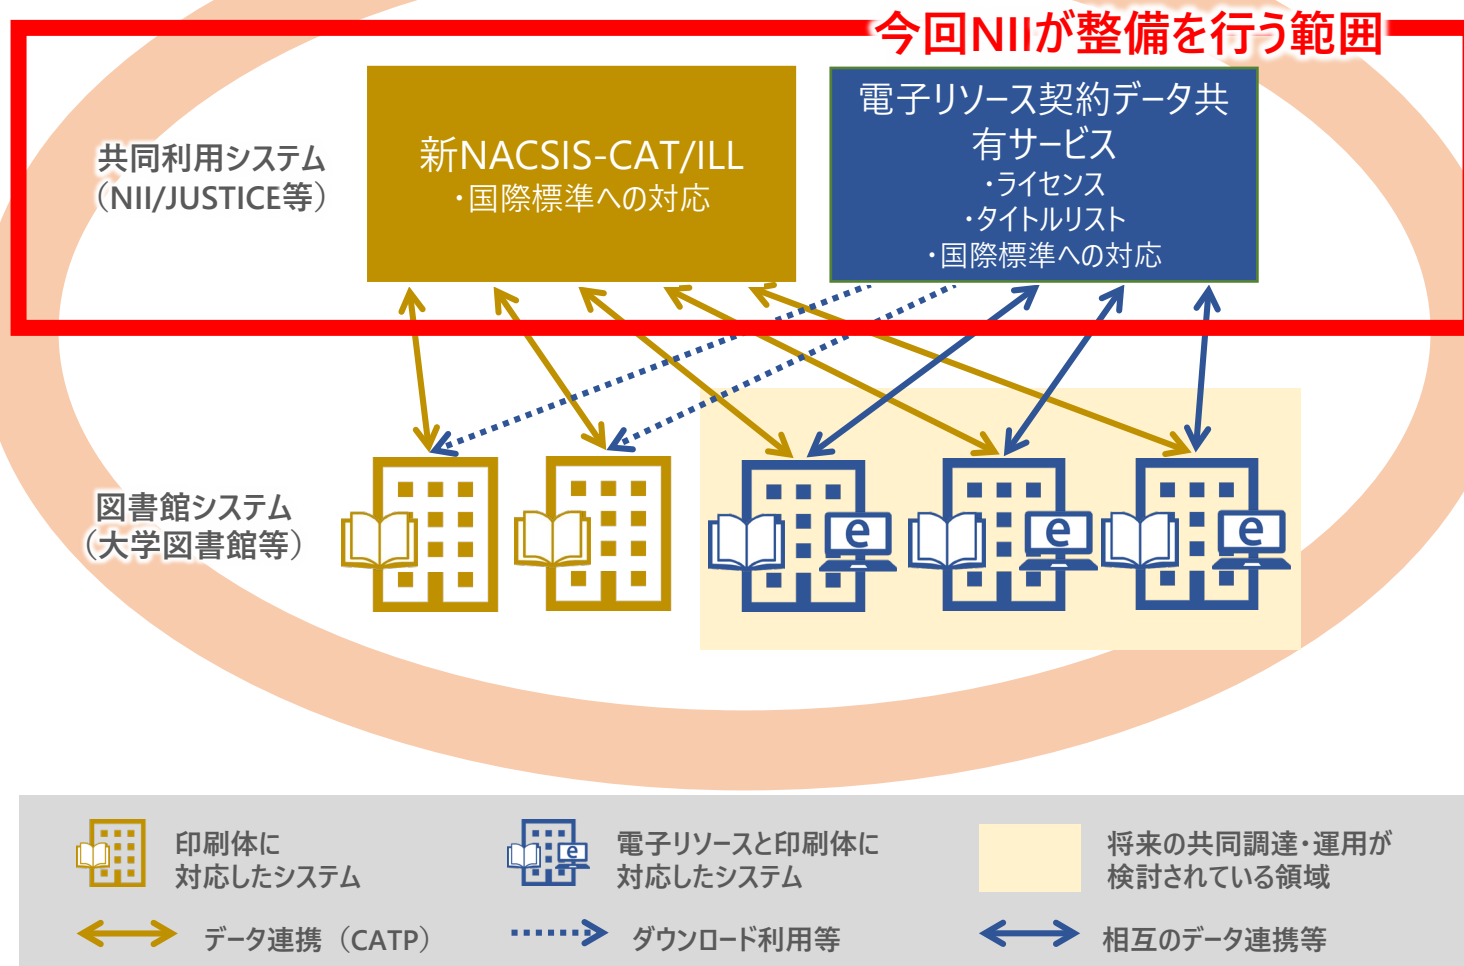 今回NIIが整備を行う範囲
共同利用システム
（NII/JUSTICE等）
新NACSIS-CAT/ILL
・国際標準への対応
電子リソース契約データ共
有サービス
・ライセンス
・タイトルリスト
・国際標準への対応
図書館システム
（大学図書館等）
e
e
e
印刷体に
対応したシステム
e
電子リソースと印刷体に
対応したシステム
将来の共同調達・運用が
検討されている領域
データ連携（CATP）
ダウンロード利用等
相互のデータ連携等